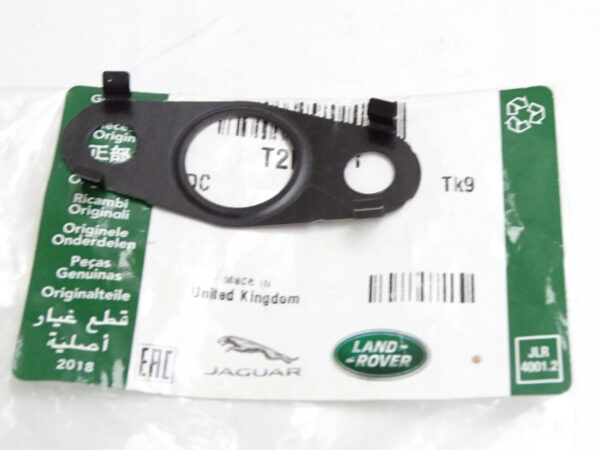 Origin
正部
Ricambi
Originali
Originele
Onderdelen
Peças
Genuinas
Originalteile
قطع غيار
أصلية
2018
Tk9
Made in
United Kingdom
EAC
JAGUAR
LAND-
-ROVER
JLR
4001.2